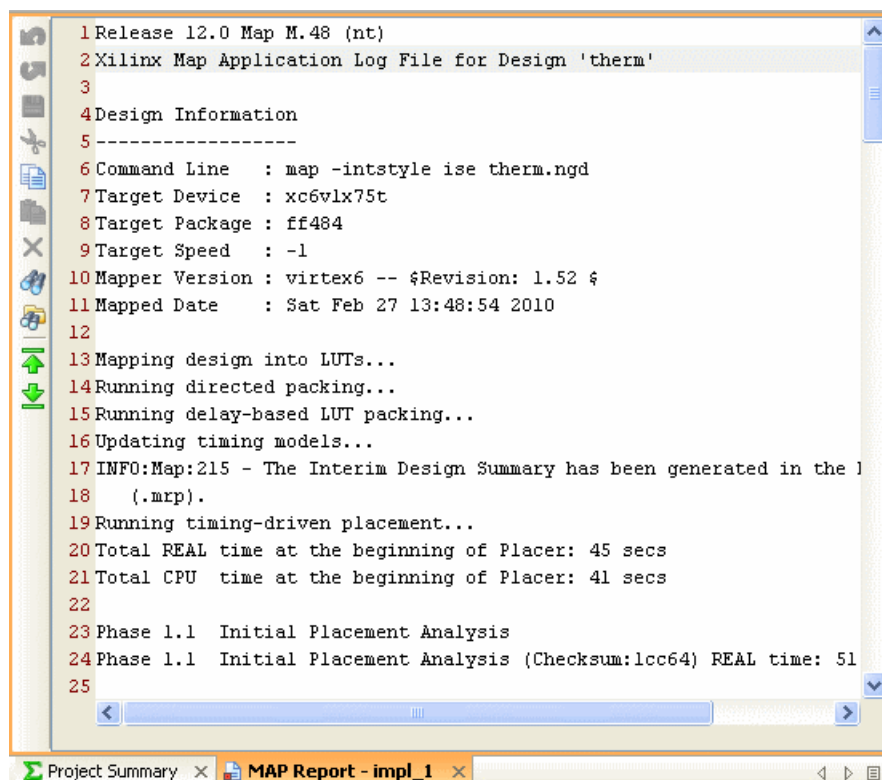 1 Release 12.0 Map M.48 (nt)
2 Xilinx Map Application Log File for Design 'therm'
3
4 Design Information
5 ------------------
6 Command Line   : map -intstyle ise therm.ngd
7 Target Device  : xc6vlx75t
8 Target Package : ff484
9 Target Speed   : -1
10 Mapper Version : virtex6 -- $Revision: 1.52 $
11 Mapped Date    : Sat Feb 27 13:48:54 2010
12
13 Mapping design into LUTs...
14 Running directed packing...
15 Running delay-based LUT packing...
16 Updating timing models...
17 INFO:Map:215 - The Interim Design Summary has been generated in the
18    (.mrp).
19 Running timing-driven placement...
20 Total REAL time at the beginning of Placer: 45 secs
21 Total CPU  time at the beginning of Placer: 41 secs
22
23 Phase 1.1  Initial Placement Analysis
24 Phase 1.1  Initial Placement Analysis (Checksum:1cc64) REAL time: 51
25
Project Summary MAP Report - impl_1